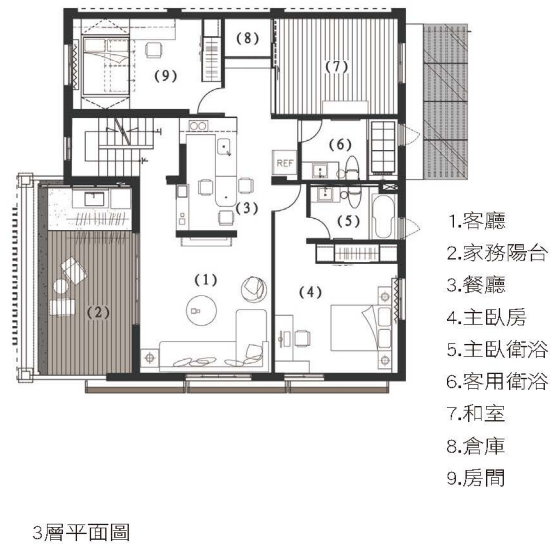 (8)
(9)
(7)
(6)
REF
(3)
(5)
(1)
(4)
(2)
1.客廳
2.家務陽台
3.餐廳
4.主臥房
5.主臥衛浴
6.客用衛浴
7.和室
8.倉庫
9.房間
3層平面圖